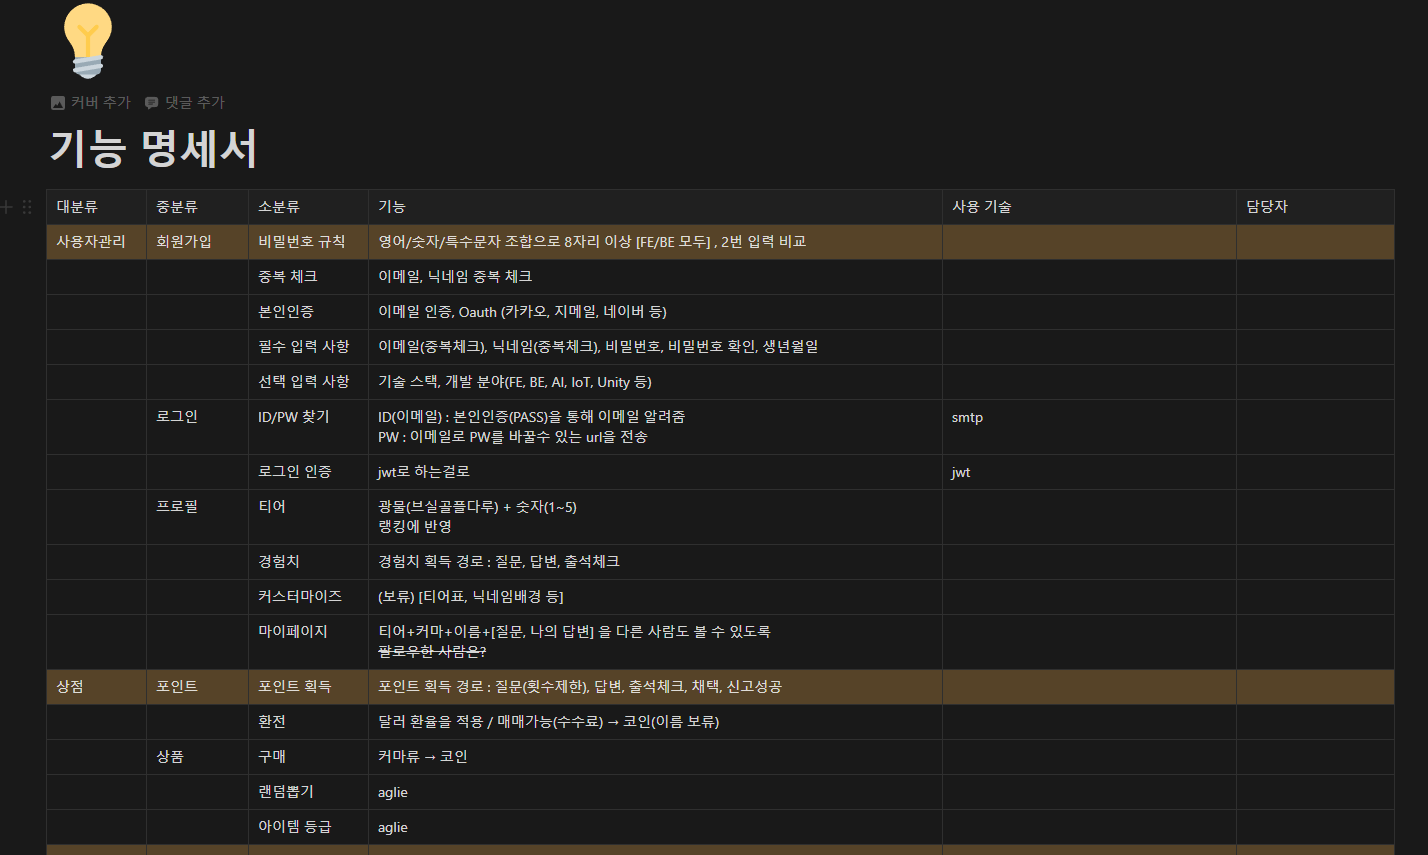 커버 추가 댓글 추가
기능 명세서
대분류 중분류 소분류 기능 사용 기술 담당자
사용자관리 회원가입 비밀번호 규칙 영어/숫자/특수문자 조합으로 8자리 이상 [FE/BE 모두] , 2번 입력 비교
중복 체크 이메일, 닉네임 중복 체크
본인인증 이메일 인증, Oauth (카카오, 지메일, 네이버 등)
필수 입력 사항 이메일(중복체크), 닉네임(중복체크), 비밀번호, 비밀번호 확인, 생년월일
선택 입력 사항 기술 스택, 개발 분야(FE, BE, AI, IoT, Unity 등)
로그인 ID/PW 찾기 ID(이메일) : 본인인증(PASS)을 통해 이메일 알려줌 smtp
PW : 이메일로 PW를 바꿀수 있는 url을 전송
로그인 인증 jwt로 하는걸로 jwt
프로필 티어 광물(브실골플다루) + 숫자(1~5)
랭킹에 반영
경험치 경험치 획득 경로 : 질문, 답변, 출석체크
커스터마이즈 (보류) [티어표, 닉네임배경 등]
마이페이지 티어+커마+이름+[질문, 나의 답변] 을 다른 사람도 볼 수 있도록
팔로우한 사람은?
상점 포인트 포인트 획득 포인트 획득 경로 : 질문(횟수제한), 답변, 출석체크, 채택, 신고성공
환전 달러 환율을 적용 / 매매가능(수수료) → 코인(이름 보류)
상품 구매 커마류 → 코인
랜덤뽑기 aglie
아이템 등급 aglie